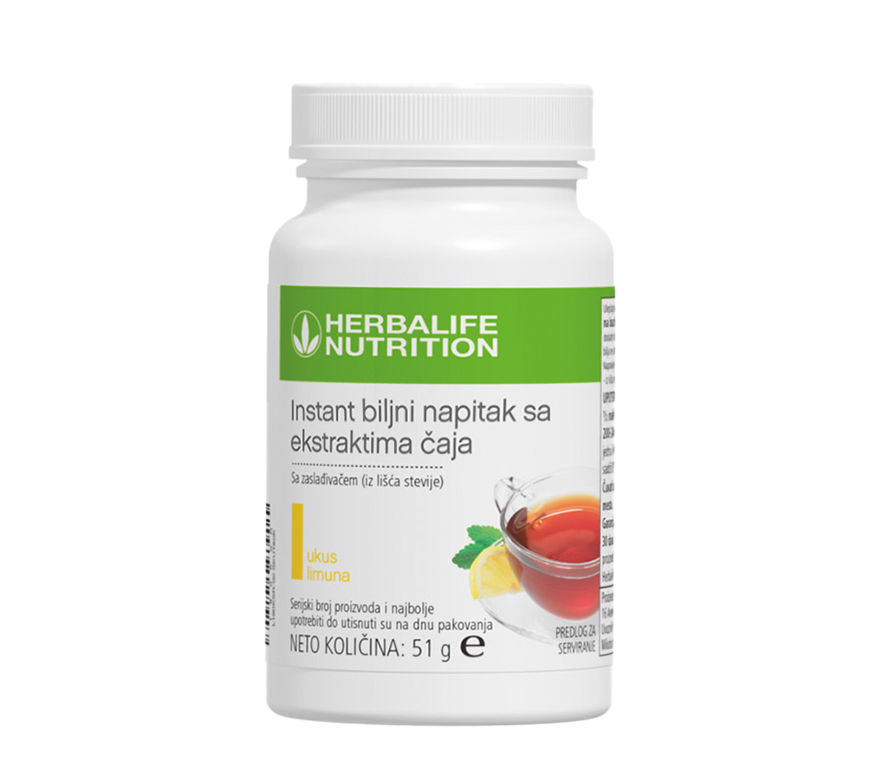 HERBALIFE
NUTRITION
Instant biljni napitak sa
ekstraktima čaja
Sa zaslađivačem (iz lišća stevije)
ukus
limuna
Serijski broj proizvoda i najbolje
upotrebiti do utisnuti su na dnu pakovanja
NETO KOLIČINA: 51 g e
PREDLOG ZA
SERVIRANJE